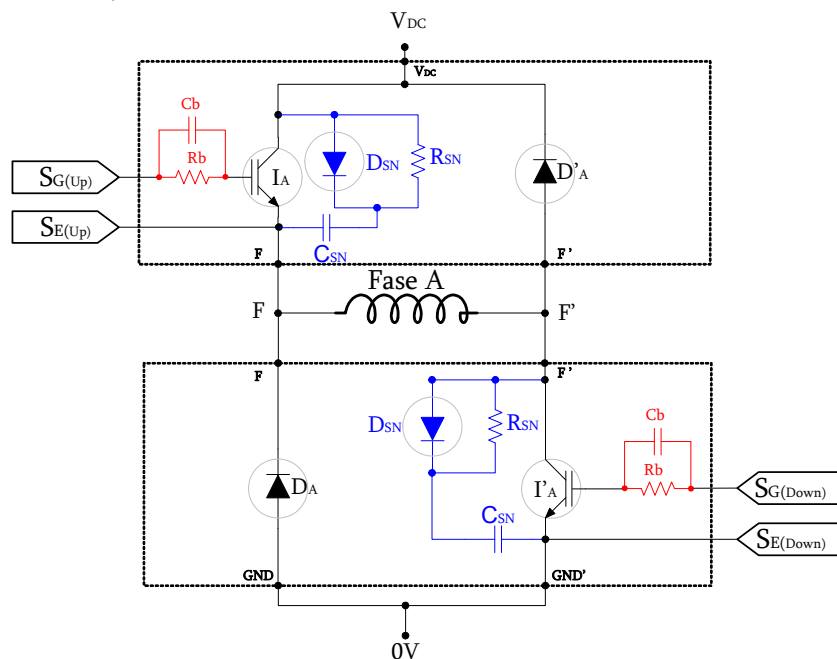 VDC
VDC
Cb
Rb
SG(Up)
IA
DSN
RSN
D'A
SE(Up)
CSN
F
F'
Fase A
F
F'
F
F'
DSN
RSN
Cb
Rb
DA
I'A
SG(Down)
CSN
SE(Down)
GND
GND'
0V